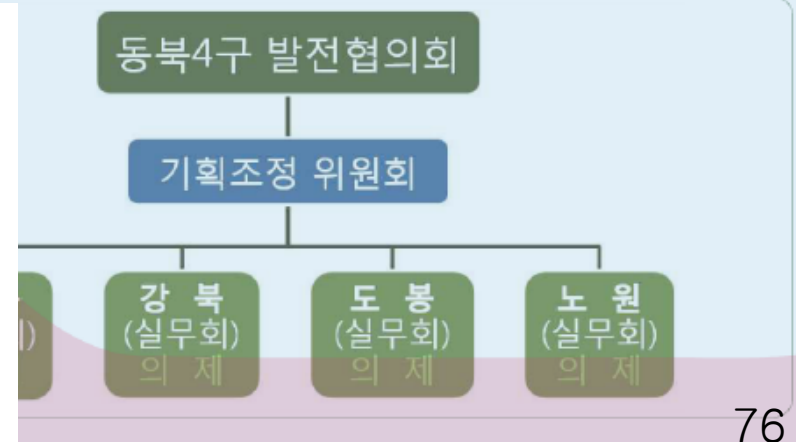 동북4구 발전협의회
기획조정 위원회
강 북
(실무회)
의 제
도 봉
(실무회)
의 제
노 원
(실무회)
의 제
76